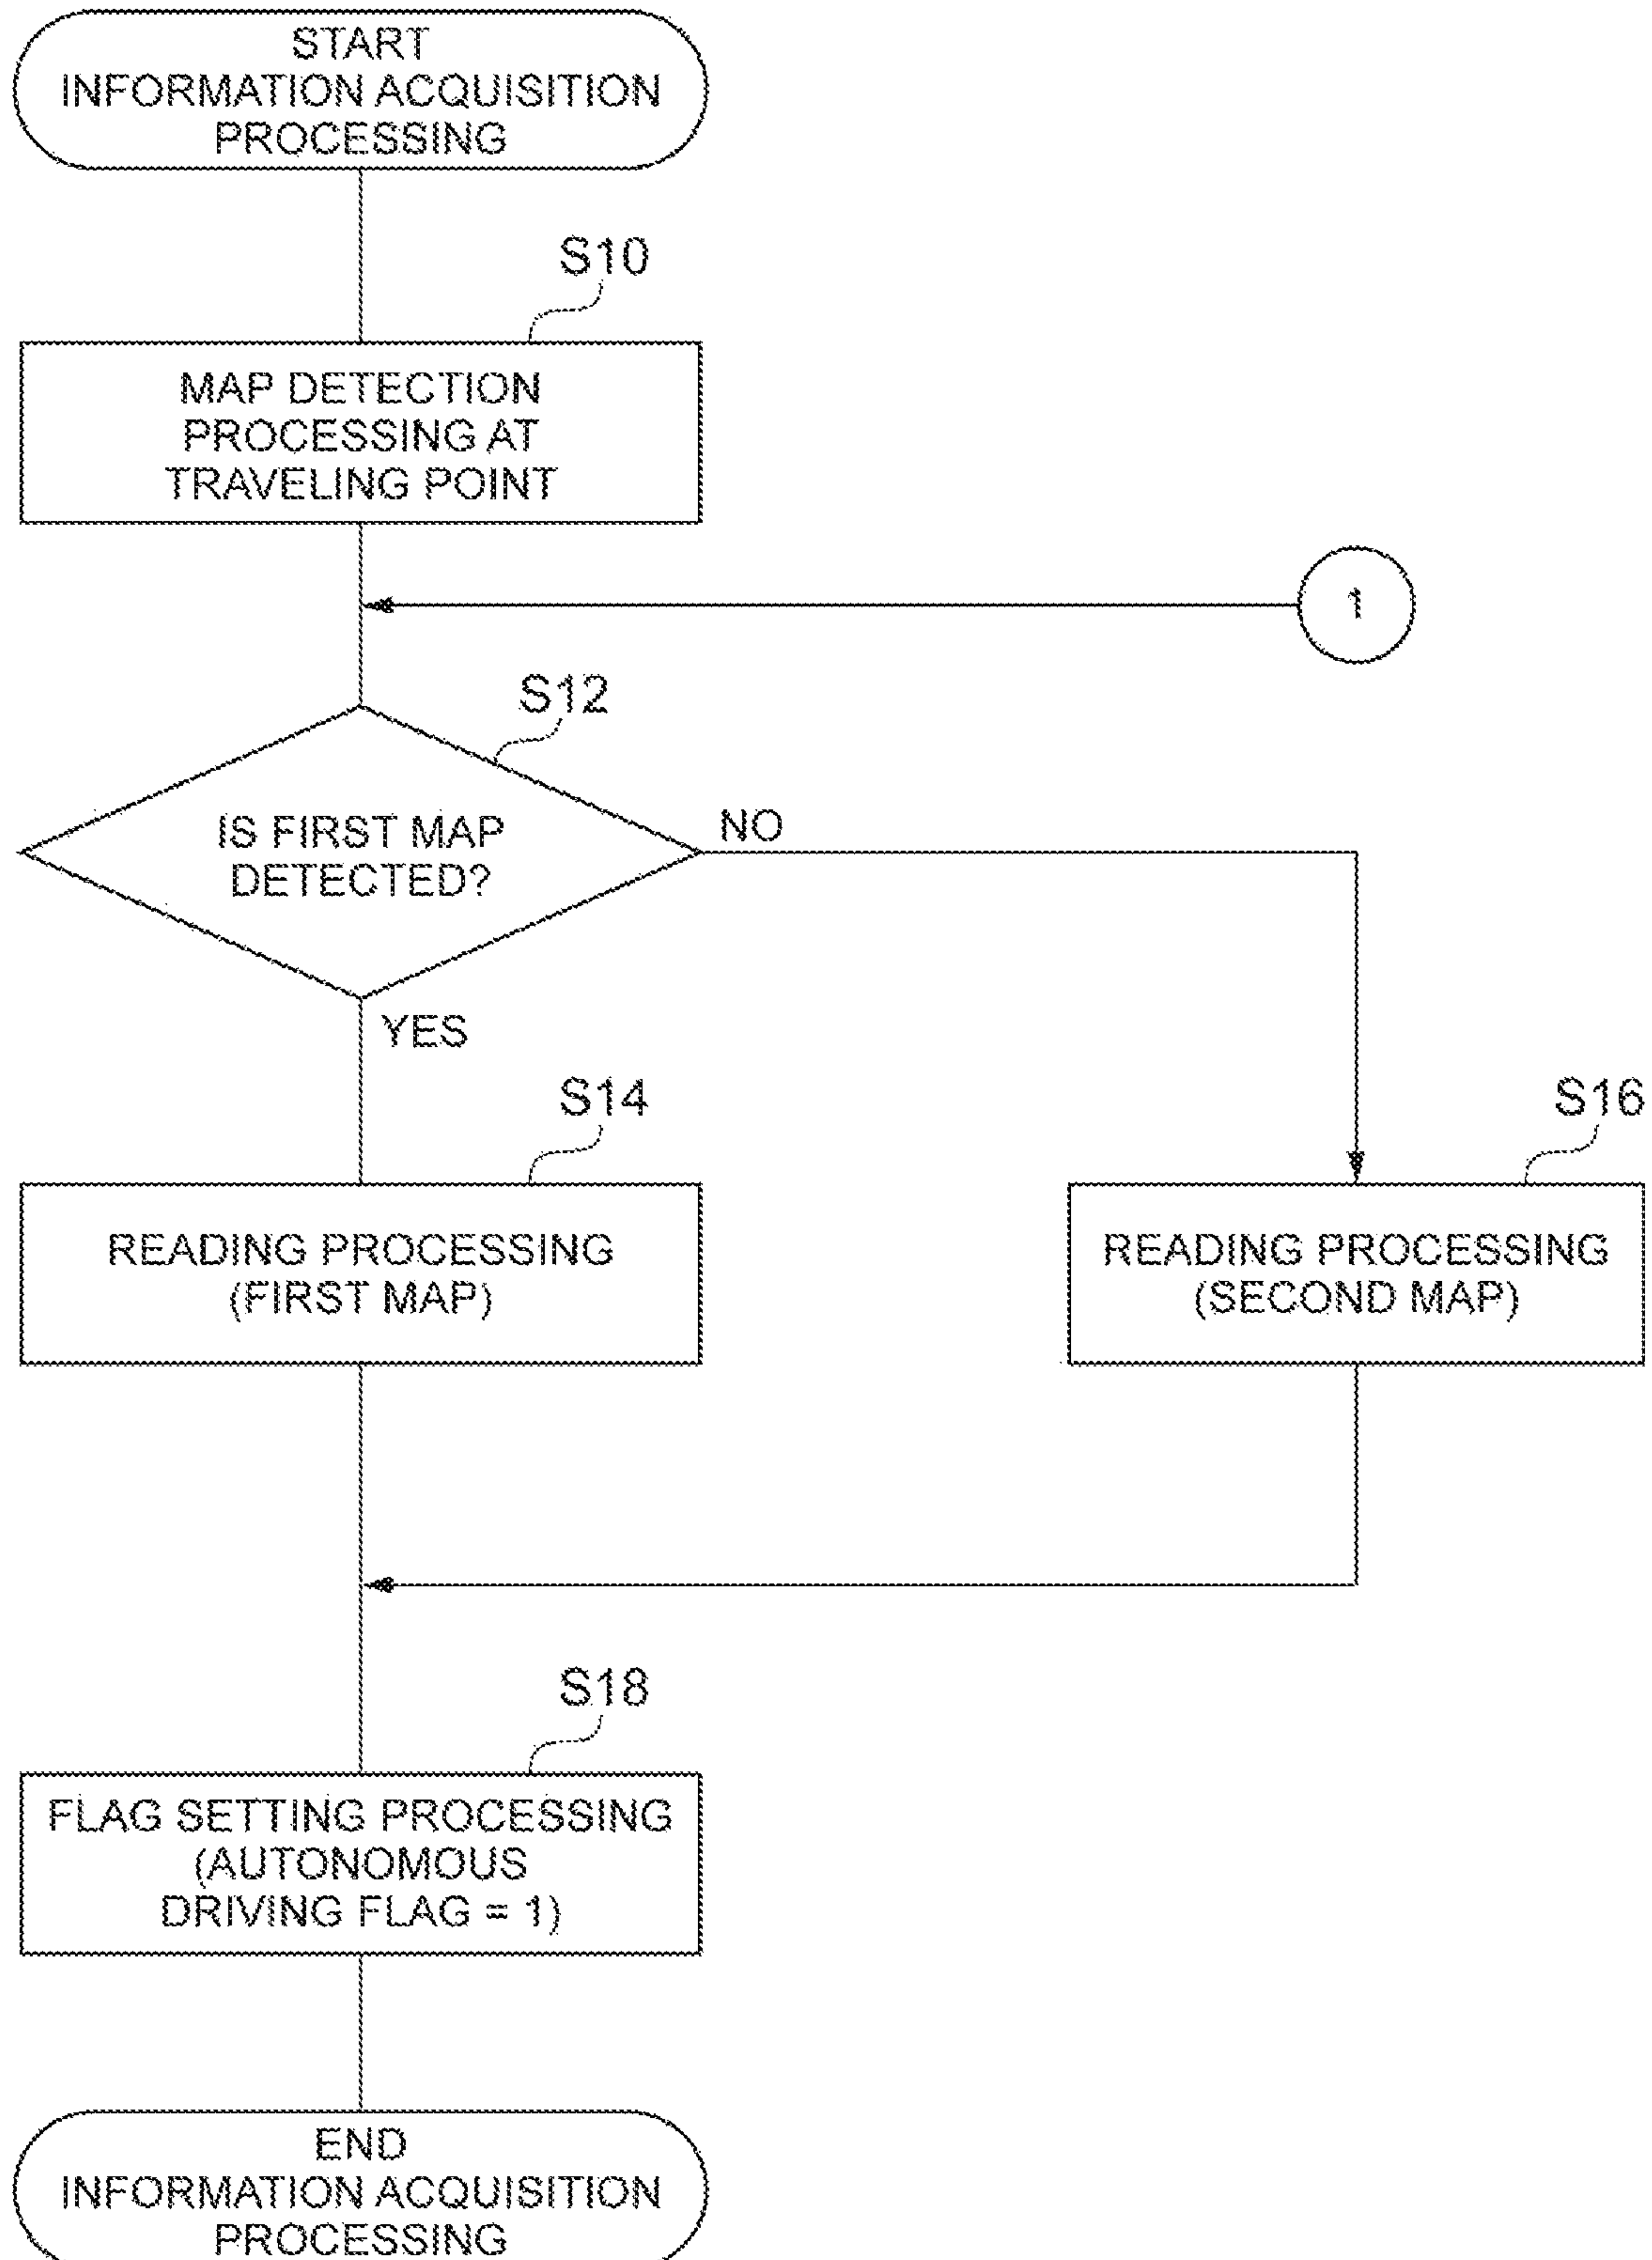 START
INFORMATION ACQUISITION
PROCESSING
S10
MAP DETECTION
PROCESSING AT
TRAVELING POINT
1
S12
IS FIRST MAP
DETECTED?
NO
YES
S14
READING PROCESSING
(FIRST MAP)
S16
READING PROCESSING
(SECOND MAP)
S18
FLAG SETTING PROCESSING
(AUTONOMOUS
DRIVING FLAG = 1)
END
INFORMATION ACQUISITION
PROCESSING